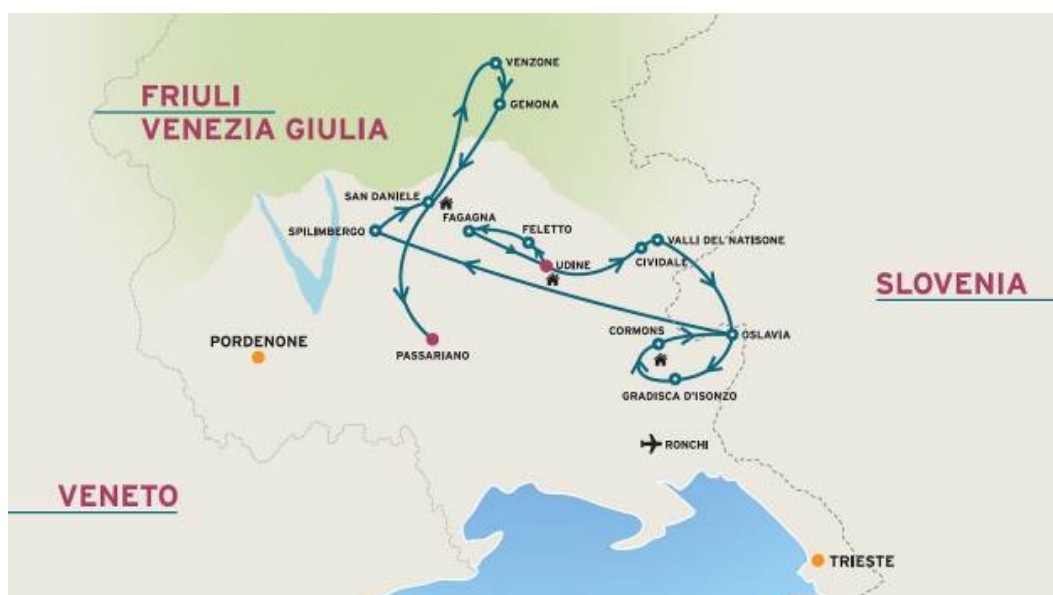 VENZONE
GEMONA
FRIULI
VENEZIA GIULIA
SAN DANIELE
FAGAGNA
FELETTO
SPILIMBERGO
VALLI DEL'NATISONE
CIVIDALE
UDINE
SLOVENIA
CORMONS
OSLAVIA
PORDENONE
PASSARIANO
GRADISCA D'ISONZO
RONCHI
VENETO
TRIESTE